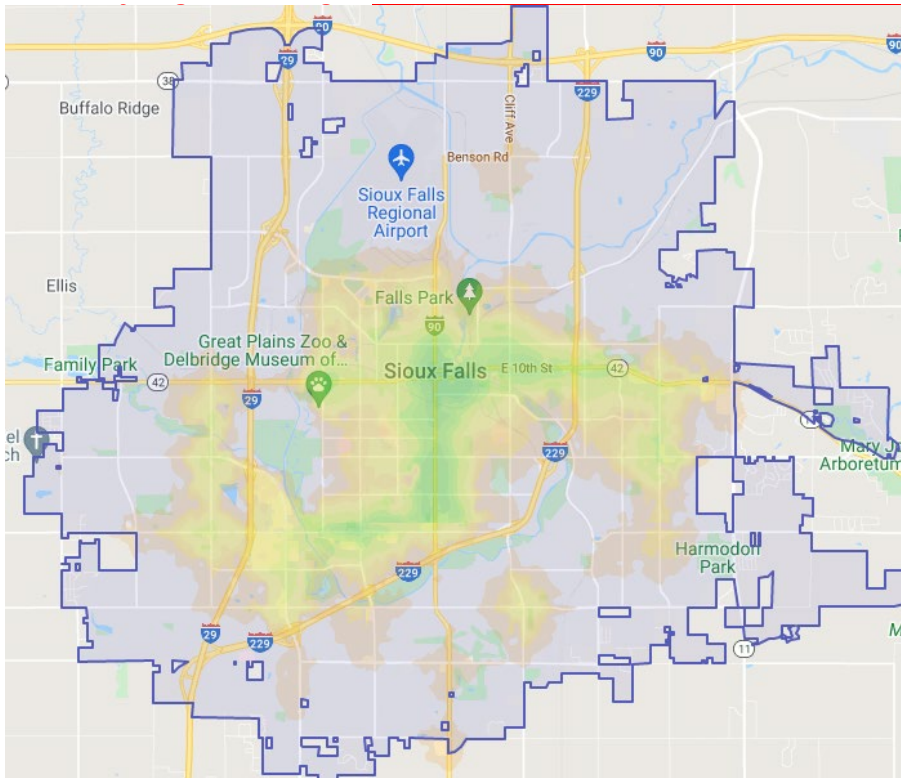 90
90
29
38
90
90
229
Buffalo Ridge
Cliff Ave
Benson Rd
Sioux Falls
Regional
Airport
Ellis
Falls Park
90
Great Plains Zoo &
Delbridge Museum of...
Family Park
42
Sioux Falls
E 10th St
42
29
11
229
Mary Jo
Arboretum
Harmodon
Park
229
29
229
11